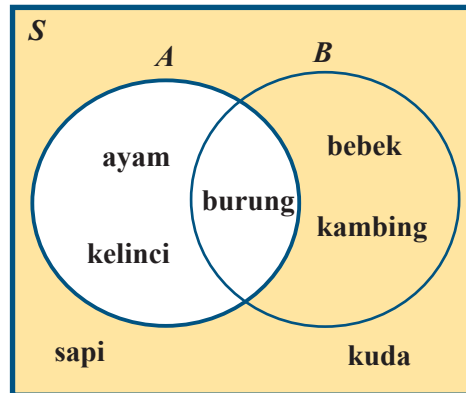 S
A B
ayam bebek
burung
kelinci kambing
sapi kuda